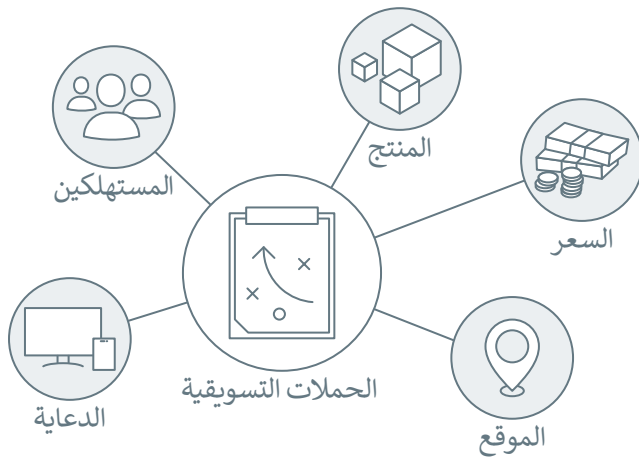 المنتج
المستهلكين
السعر
الحملات التسويقية
الدعاية
الموقع